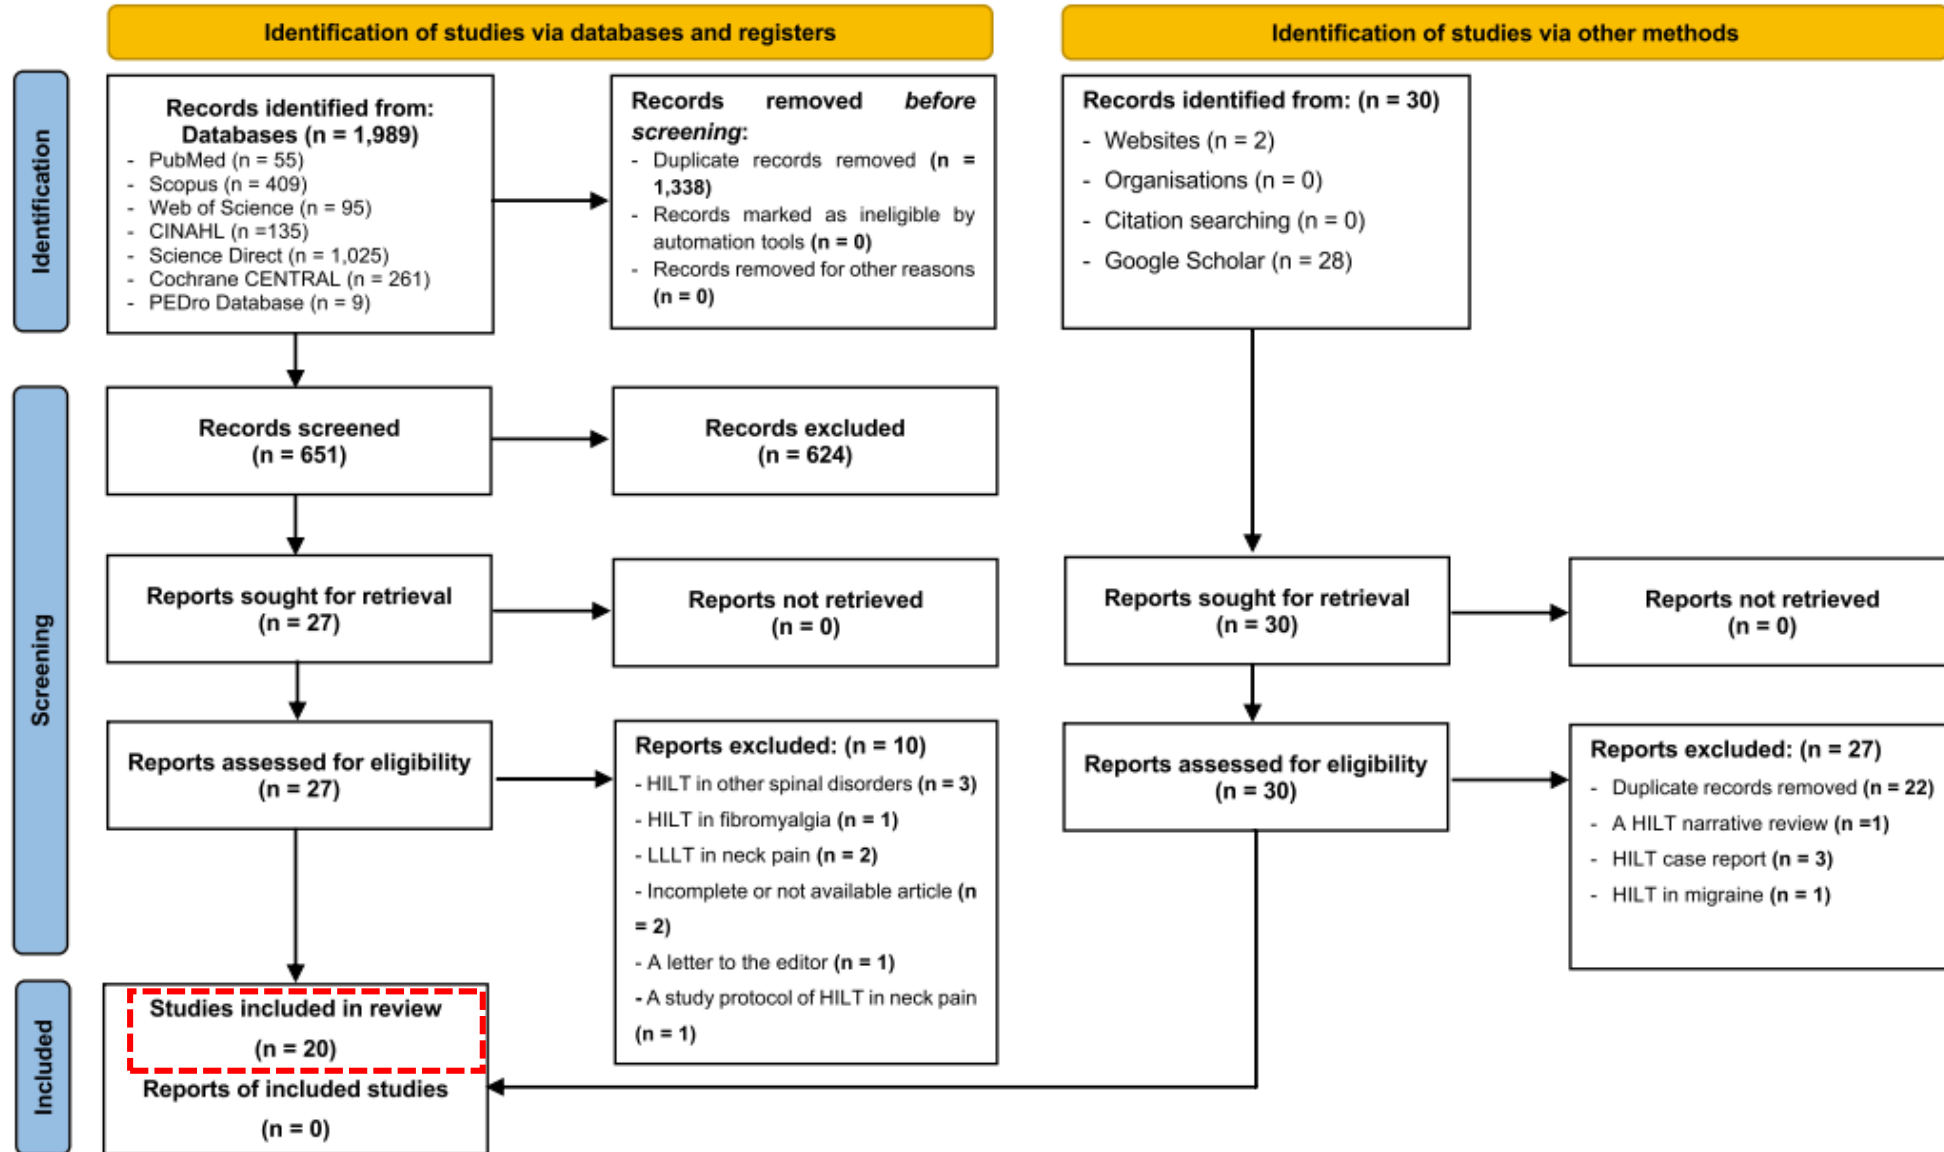 Identification of studies via databases and registers
Identification of studies via other methods
Identification
Records identified from:
Databases (n = 1,989)
- PubMed (n = 55)
- Scopus (n = 409)
- Web of Science (n = 95)
- CINAHL (n =135)
- Science Direct (n = 1,025)
- Cochrane CENTRAL (n = 261)
- PEDro Database (n = 9)
Records removed before
screening:
- Duplicate records removed (n =
1,338)
- Records marked as ineligible by
automation tools (n = 0)
- Records removed for other reasons
(n = 0)
Records identified from: (n = 30)
- Websites (n = 2)
- Organisations (n = 0)
- Citation searching (n = 0)
- Google Scholar (n = 28)
Screening
Records screened
(n = 651)
Records excluded
(n = 624)
Reports sought for retrieval
(n = 27)
Reports not retrieved
(n = 0)
Reports sought for retrieval
(n = 30)
Reports not retrieved
(n = 0)
Reports assessed for eligibility
(n = 27)
Reports excluded: (n = 10)
- HILT in other spinal disorders (n = 3)
- HILT in fibromyalgia (n = 1)
- LLLT in neck pain (n = 2)
- Incomplete or not available article (n
= 2)
- A letter to the editor (n = 1)
- A study protocol of HILT in neck pain
(n = 1)
Reports assessed for eligibility
(n = 30)
Reports excluded: (n = 27)
- Duplicate records removed (n = 22)
- A HILT narrative review (n =1)
- HILT case report (n = 3)
- HILT in migraine (n = 1)
Included
Studies included in review
(n = 20)
Reports of included studies
(n = 0)